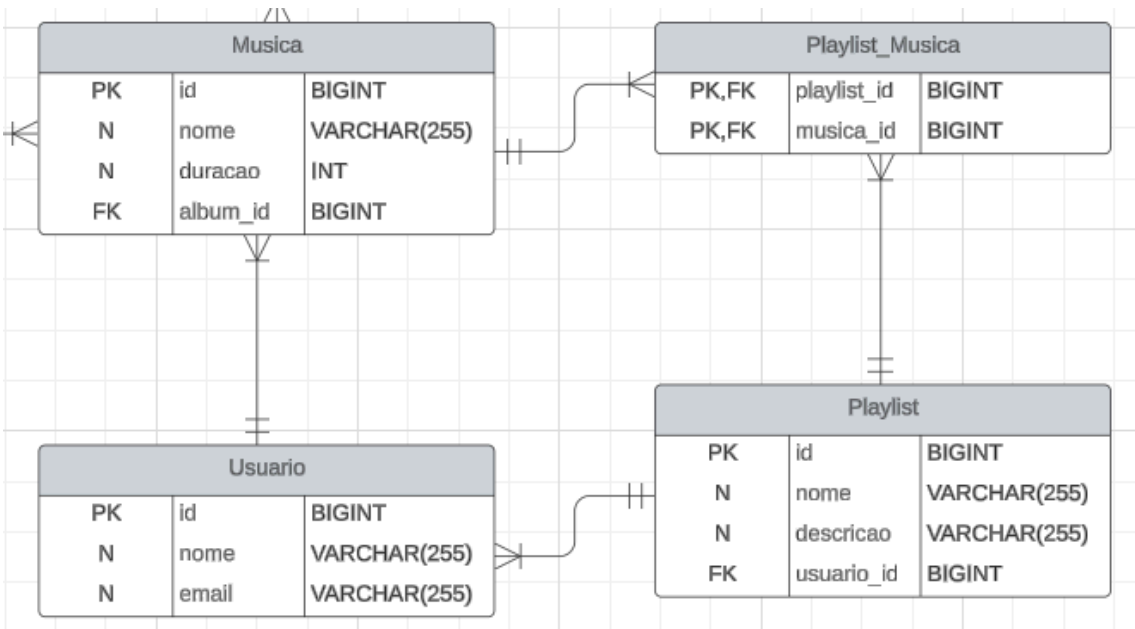 Musica
PK id BIGINT
N nome VARCHAR(255)
N duracao INT
FK album_id BIGINT
Playlist_Musica
PK,FK playlist_id BIGINT
PK,FK musica_id BIGINT
Usuario
PK id BIGINT
N nome VARCHAR(255)
N email VARCHAR(255)
Playlist
PK id BIGINT
N nome VARCHAR(255)
N descricao VARCHAR(255)
FK usuario_id BIGINT